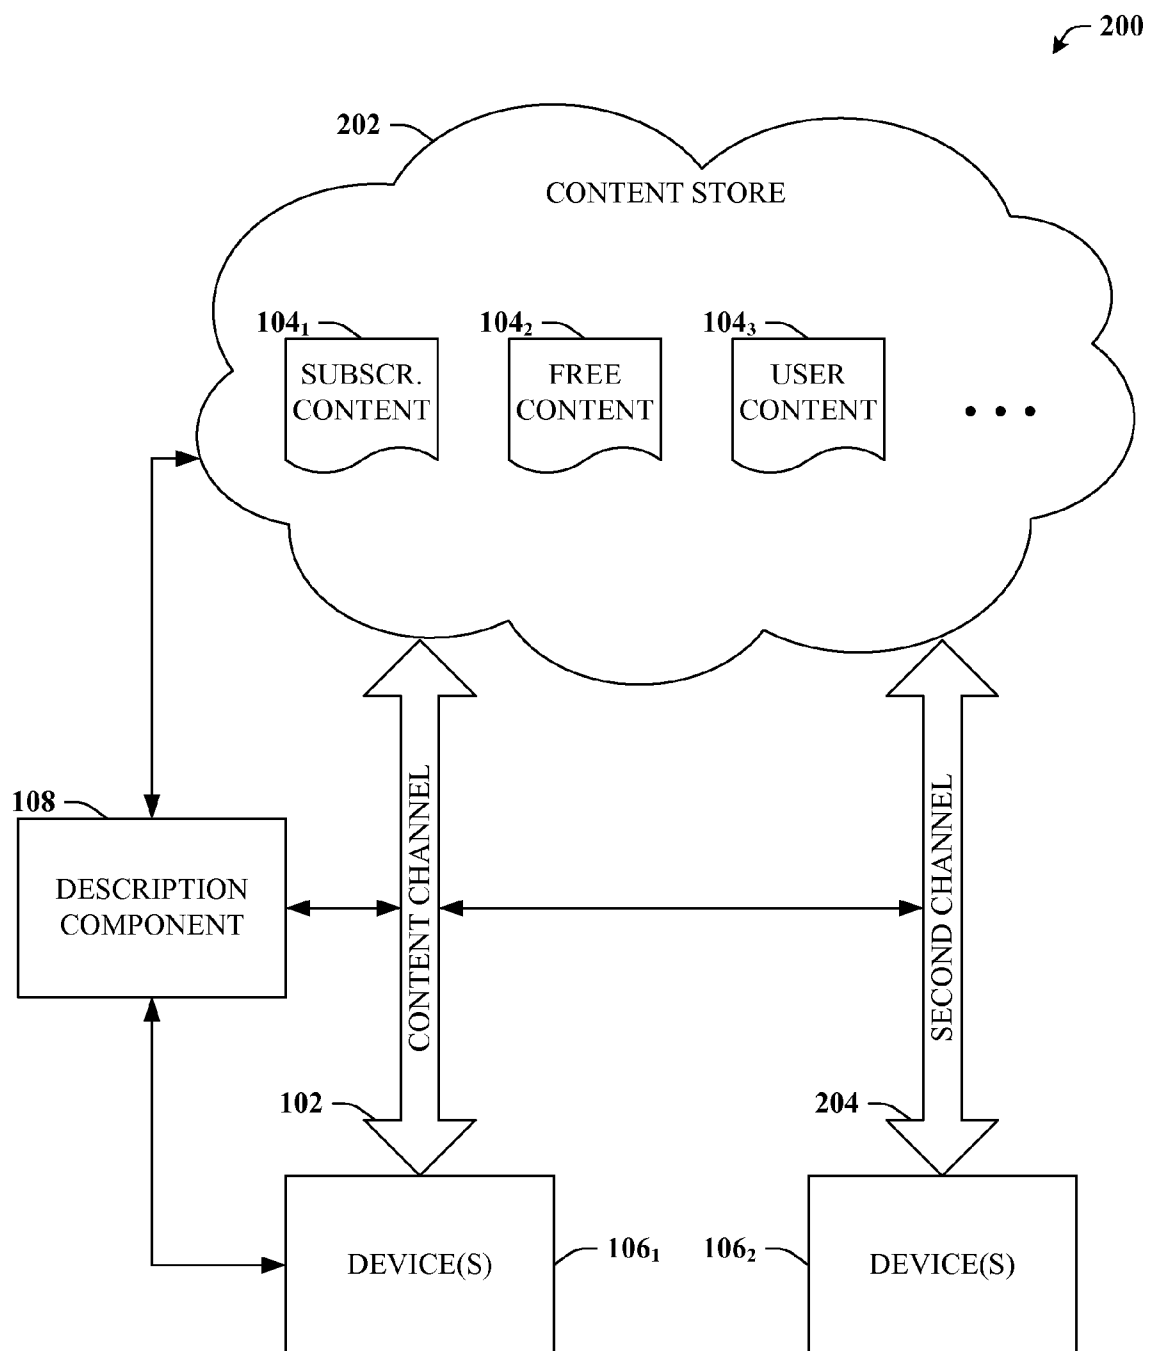 200
202
CONTENT STORE
104₁
104₂
104₃
SUBSCR.
CONTENT
FREE
CONTENT
USER
CONTENT
• • •
108
DESCRIPTION
COMPONENT
CONTENT CHANNEL
SECOND CHANNEL
102
204
DEVICE(S)
106₁
106₂
DEVICE(S)